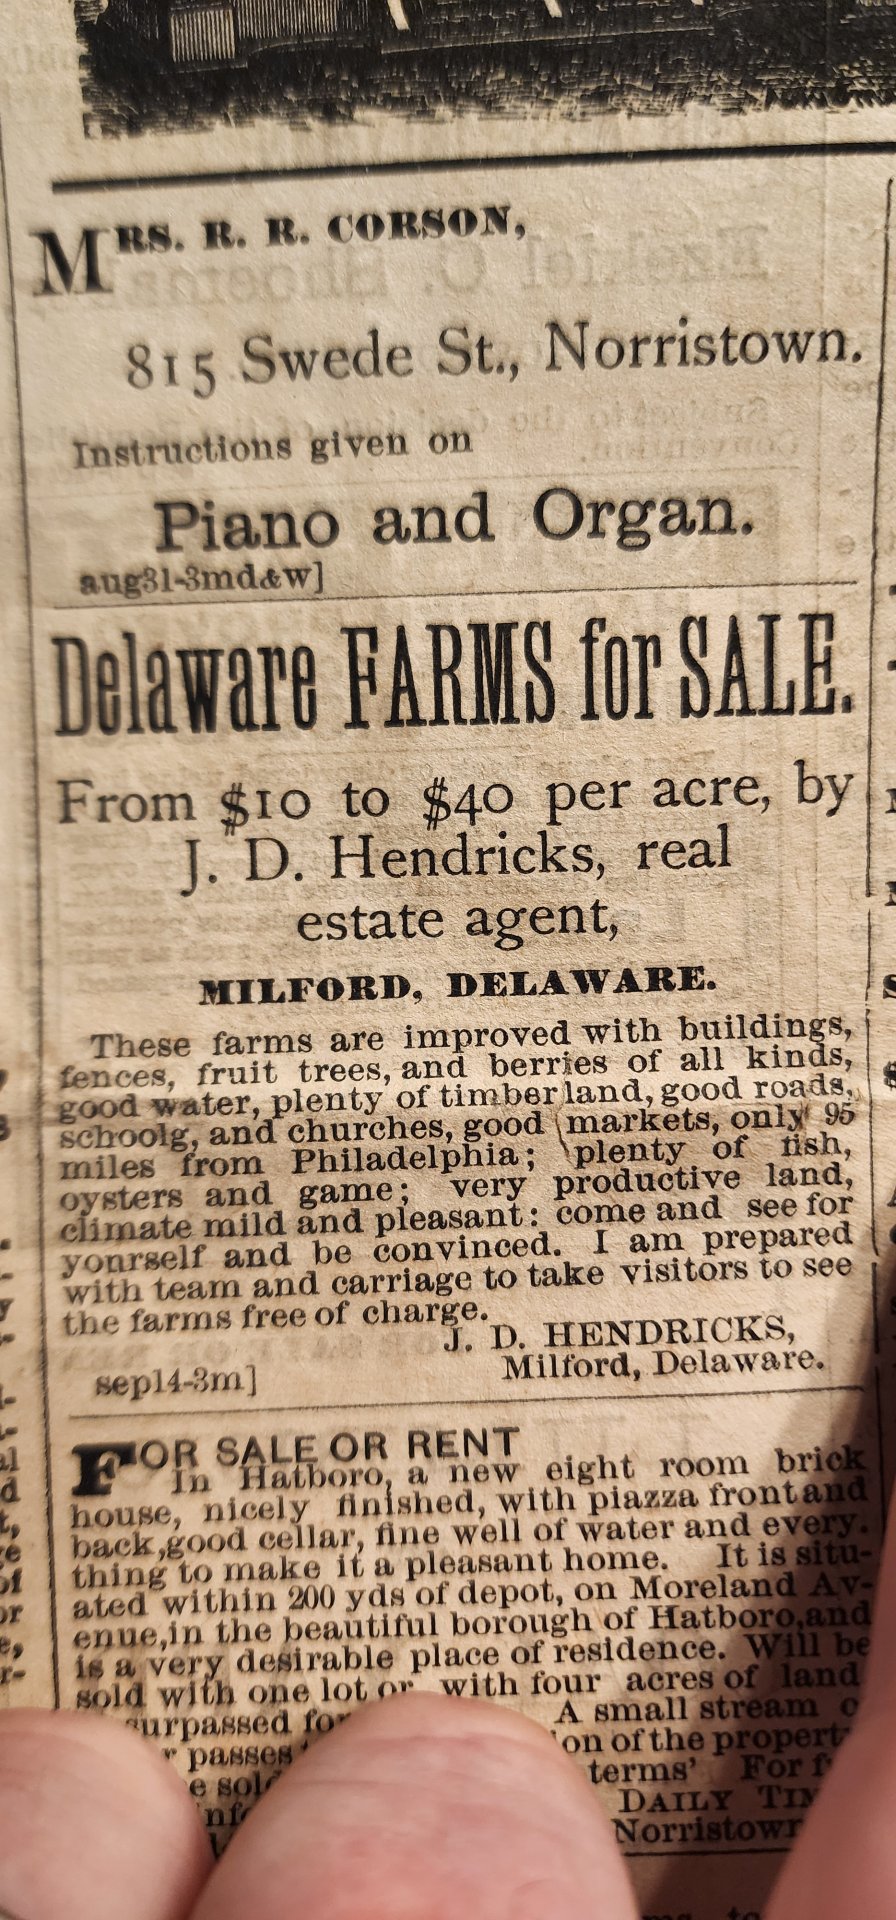 MRS. R. R. CORSON,
815 Swede St., Norristown.
Instructions given on
Piano and Organ.
aug31-3md&w]
Delaware FARMS for SALE.
From $10 to $40 per acre, by
J. D. Hendricks, real
estate agent,
MILFORD, DELAWARE.
These farms are improved with buildings,
fences, fruit trees, and berries of all kinds,
good water, plenty of timber land, good roads,
schoolg, and churches, good markets, only 95
miles from Philadelphia; plenty of fish,
oysters and game; very productive land,
climate mild and pleasant: come and see for
yonrself and be convinced. I am prepared
with team and carriage to take visitors to see
the farms free of charge.
J. D. HENDRICKS,
Milford, Delaware.
sep14-3m]
FOR SALE OR RENT
In Hatboro, a new eight room brick
house, nicely finished, with piazza front and
back, good cellar, fine well of water and every.
thing to make it a pleasant home. It is situ-
ated within 200 yds of depot, on Moreland Av-
enue, in the beautiful borough of Hatboro, and
is a very desirable place of residence. Will be
sold with one lot or with four acres of land
surpassed A small stream
passes of the
sold terms' For
DAILY
Norristown